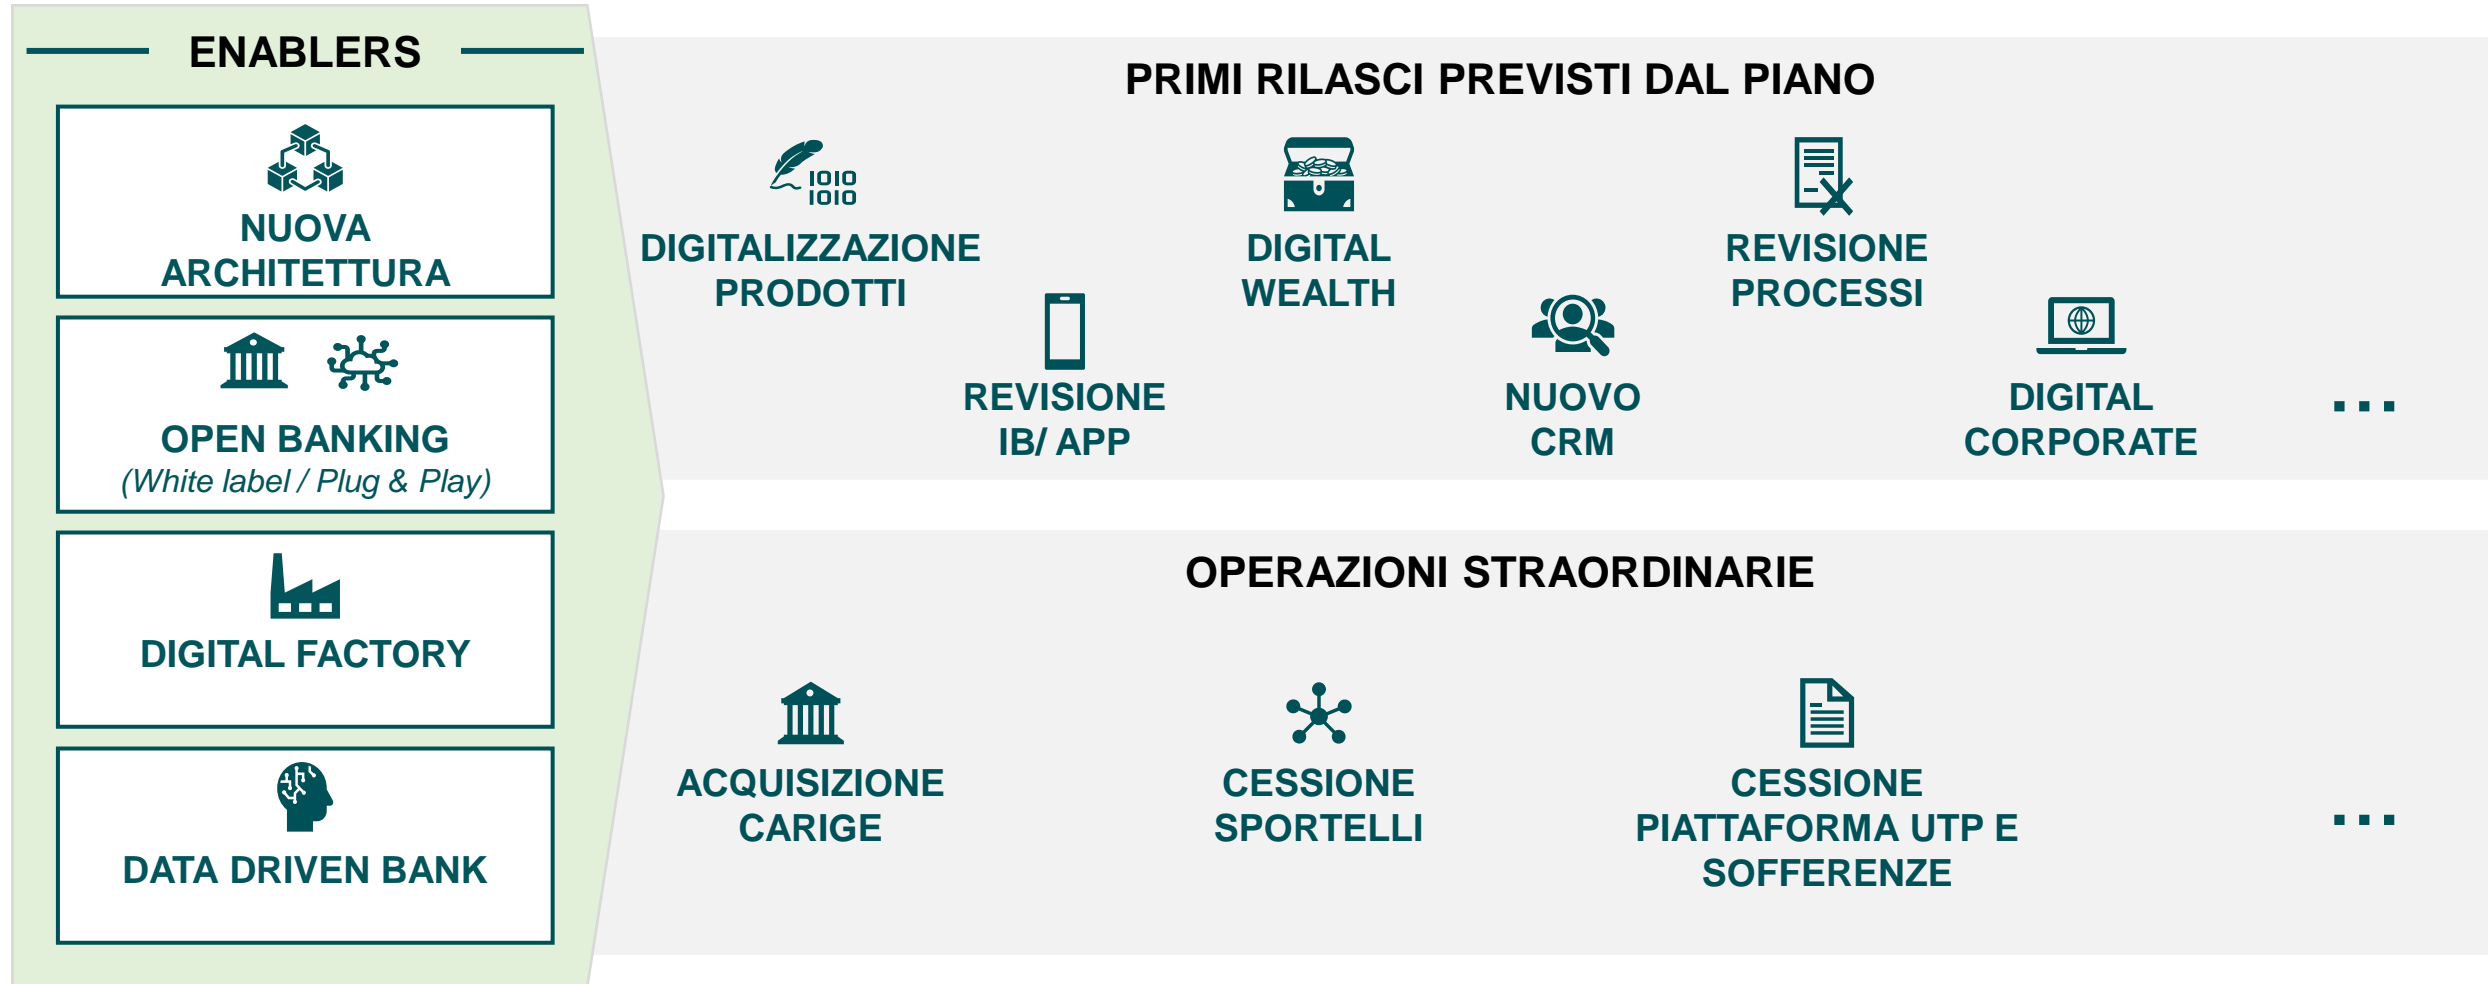 ENABLERS
NUOVA
ARCHITETTURA
OPEN BANKING
(White label / Plug & Play)
DIGITAL FACTORY
DATA DRIVEN BANK
PRIMI RILASCI PREVISTI DAL PIANO
1010
1010
DIGITALIZZAZIONE
PRODOTTI
REVISIONE
IB/ APP
DIGITAL
WEALTH
NUOVO
CRM
REVISIONE
PROCESSI
DIGITAL
CORPORATE
...
OPERAZIONI STRAORDINARIE
ACQUISIZIONE
CARIGE
CESSIONE
SPORTELLI
CESSIONE
PIATTAFORMA UTP E
SOFFERENZE
...